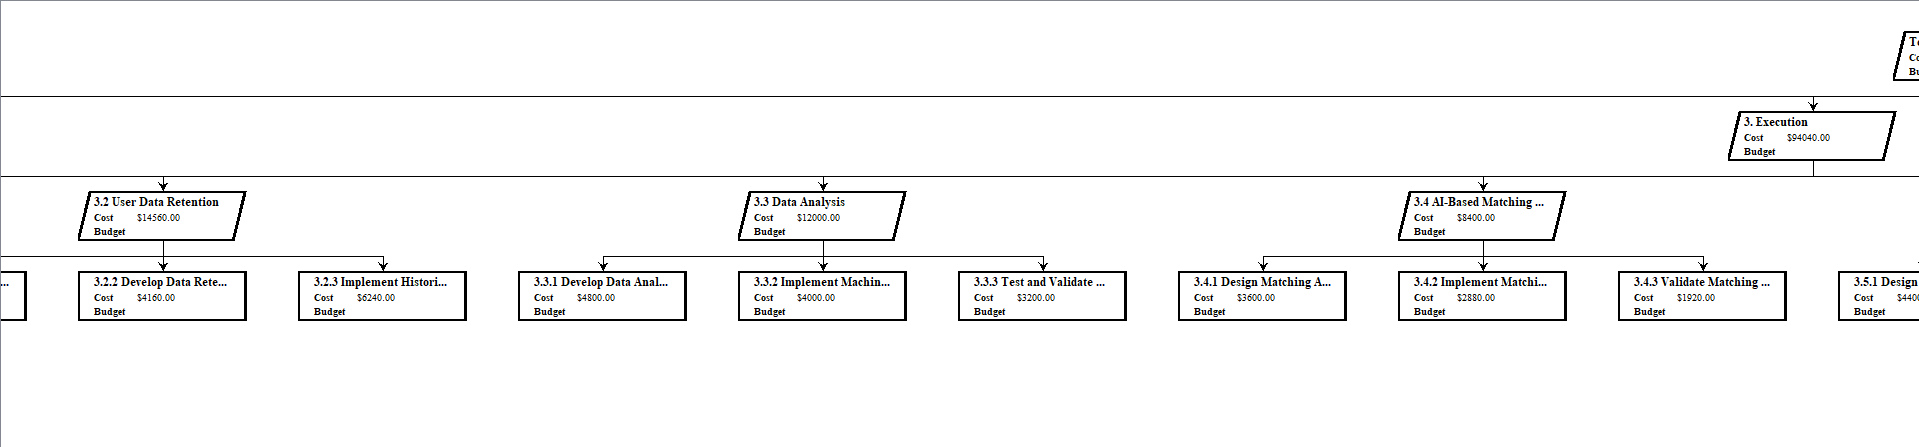 To
Co
Bu
3. Execution
Cost $94040.00
Budget
3.2 User Data Retention
Cost $14560.00
Budget
3.3 Data Analysis
Cost $12000.00
Budget
3.4 AI-Based Matching ...
Cost $8400.00
Budget
...
3.2.2 Develop Data Rete...
Cost $4160.00
Budget
3.2.3 Implement Histori...
Cost $6240.00
Budget
3.3.1 Develop Data Anal...
Cost $4800.00
Budget
3.3.2 Implement Machin...
Cost $4000.00
Budget
3.3.3 Test and Validate ...
Cost $3200.00
Budget
3.4.1 Design Matching A...
Cost $3600.00
Budget
3.4.2 Implement Matchi...
Cost $2880.00
Budget
3.4.3 Validate Matching ...
Cost $1920.00
Budget
3.5.1 Design
Cost $440
Budget